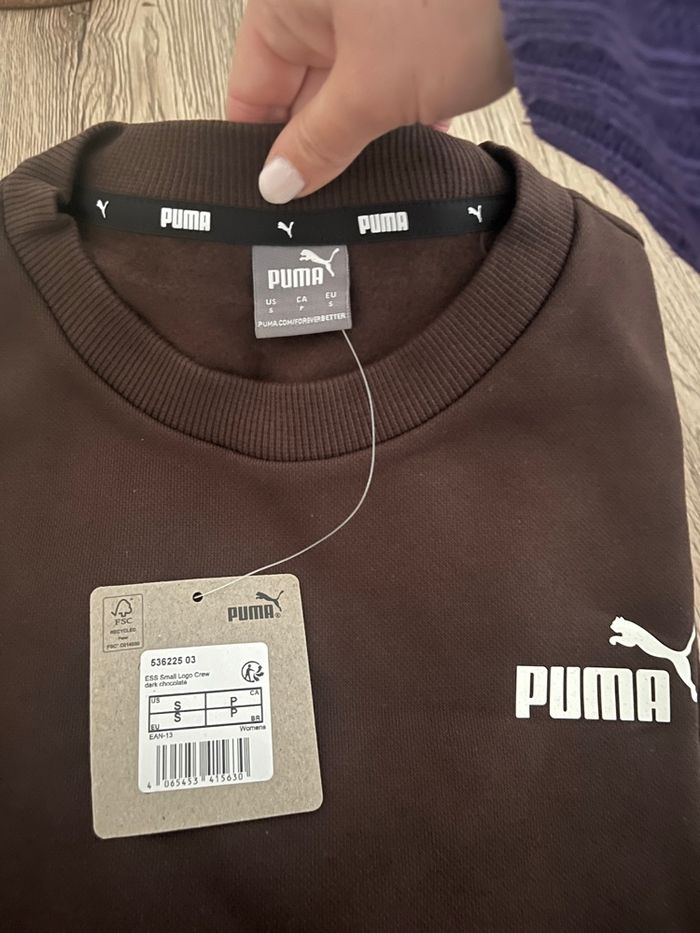 PUMA PUMA
PUMA
US CA EU
S P S
PUMA.COM/FOREVERBETTER
FSC
RECYCLED
Paper
PUMA®
536225 03
ESS Small Logo Crew
dark chocolate
US S P CA
EU S P BR
EAN-13 Womens
4 065453 415630
PUMA